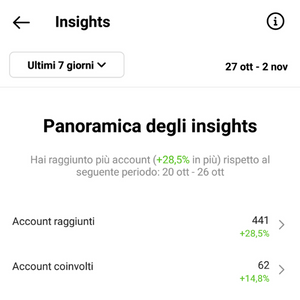 Insights
Ultimi 7 giorni
27 ott - 2 nov
Panoramica degli insights
Hai raggiunto più account (+28,5% in più) rispetto al
seguente periodo: 20 ott - 26 ott
Account raggiunti
441
+28,5%
Account coinvolti
62
+14,8%